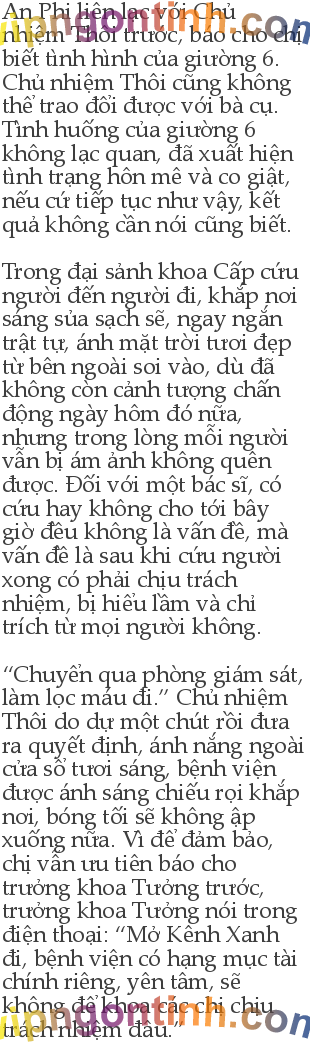 An Phi liên lạc với Chủ
nhiệm Thôi trước, báo cho chị
biết tình hình của giường 6.
Chủ nhiệm Thôi cũng không
thể trao đổi được với bà cụ.
Tình huống của giường 6
không lạc quan, đã xuất hiện
tình trạng hôn mê và co giật,
nếu cứ tiếp tục như vậy, kết
quả không cần nói cũng biết.

Trong đại sảnh khoa Cấp cứu
người đến người đi, khắp nơi
sáng sủa sạch sẽ, ngay ngắn
trật tự, ánh mặt trời tươi đẹp
từ bên ngoài soi vào, dù đã
không còn cảnh tượng chấn
động ngày hôm đó nữa,
nhưng trong lòng mỗi người
vẫn bị ám ảnh không quên
được. Đối với một bác sĩ, có
cứu hay không cho tới bây
giờ đều không là vấn đề, mà
vấn đề là sau khi cứu người
xong có phải chịu trách
nhiệm, bị hiểu lầm và chỉ
trích từ mọi người không.

“Chuyển qua phòng giám sát,
làm lọc máu đi.” Chủ nhiệm
Thôi do dự một chút rồi đưa
ra quyết định, ánh nắng ngoài
cửa sổ tươi sáng, bệnh viện
được ánh sáng chiếu rọi khắp
nơi, bóng tối sẽ không ập
xuống nữa. Vì để đảm bảo,
chị vẫn ưu tiên báo cho
trưởng khoa Tưởng trước,
trưởng khoa Tưởng nói trong
điện thoại: “Mở Kênh Xanh
đi, bệnh viện có hạng mục tài
chính riêng, yên tâm, sẽ
không để khoa các chị chịu
trách nhiệm đâu.”